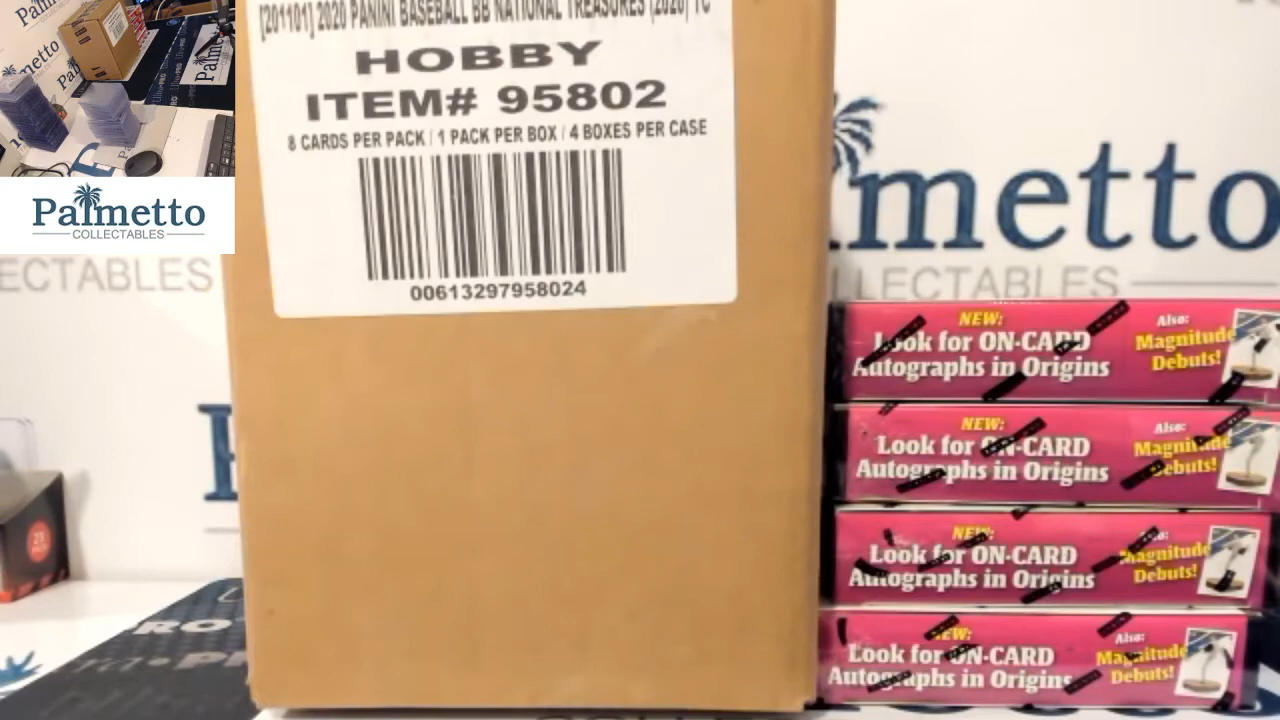 [201101] 2020 PANINI BASEBALL BB NATIONAL TREASURES (2020) TC
HOBBY
ITEM# 95802
8 CARDS PER PACK / 1 PACK PER BOX / 4 BOXES PER CASE
00613297958024
Palmetto
COLLECTABLES
almetto
LECTABLES
ECTABLES
NEW:
Look for ON-CARD
Autographs in Origins
Also:
Magnitude
Debuts!
NEW:
Look for ON-CARD
Autographs in Origins
Also:
Magnitude
Debuts!
NEW:
Look for ON-CARD
Autographs in Origins
Also:
Magnitude
Debuts!
NEW:
Look for ON-CARD
Autographs in Origins
Also:
Magnitude
Debuts!